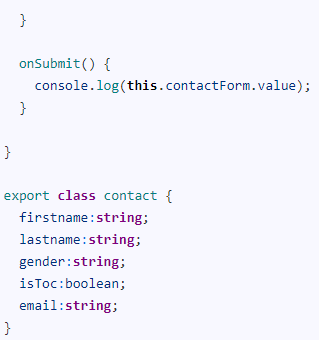 }
onSubmit() {
console.log(this.contactForm.value);
}
}
export class contact {
firstname:string;
lastname:string;
gender:string;
isToc:boolean;
email:string;
}